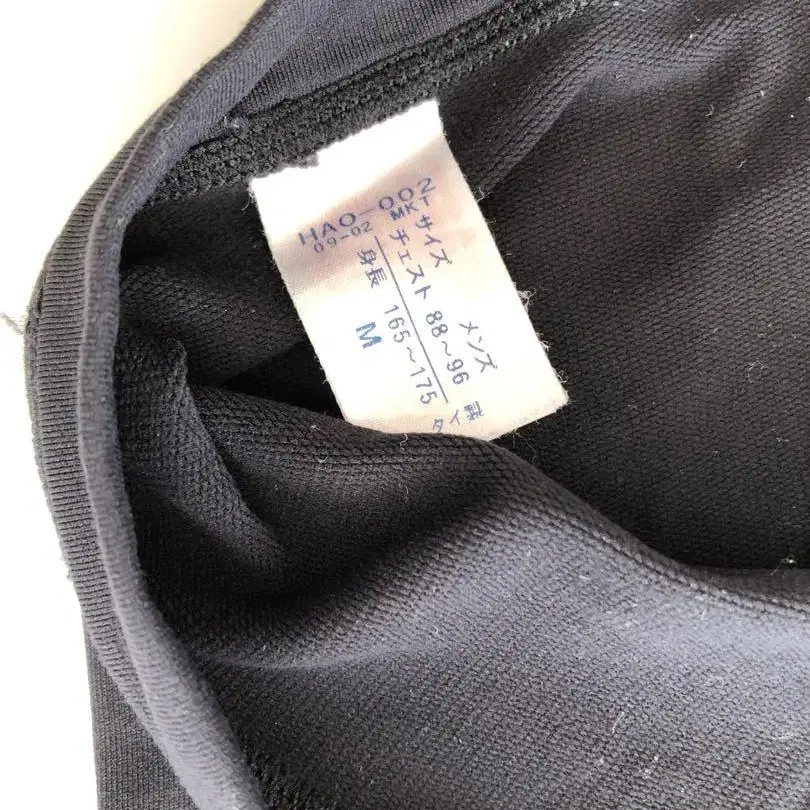 HAO-002
09-02 MKT
サイズ メンズ
チェスト 88～96
身長 165～175
M
タイ製